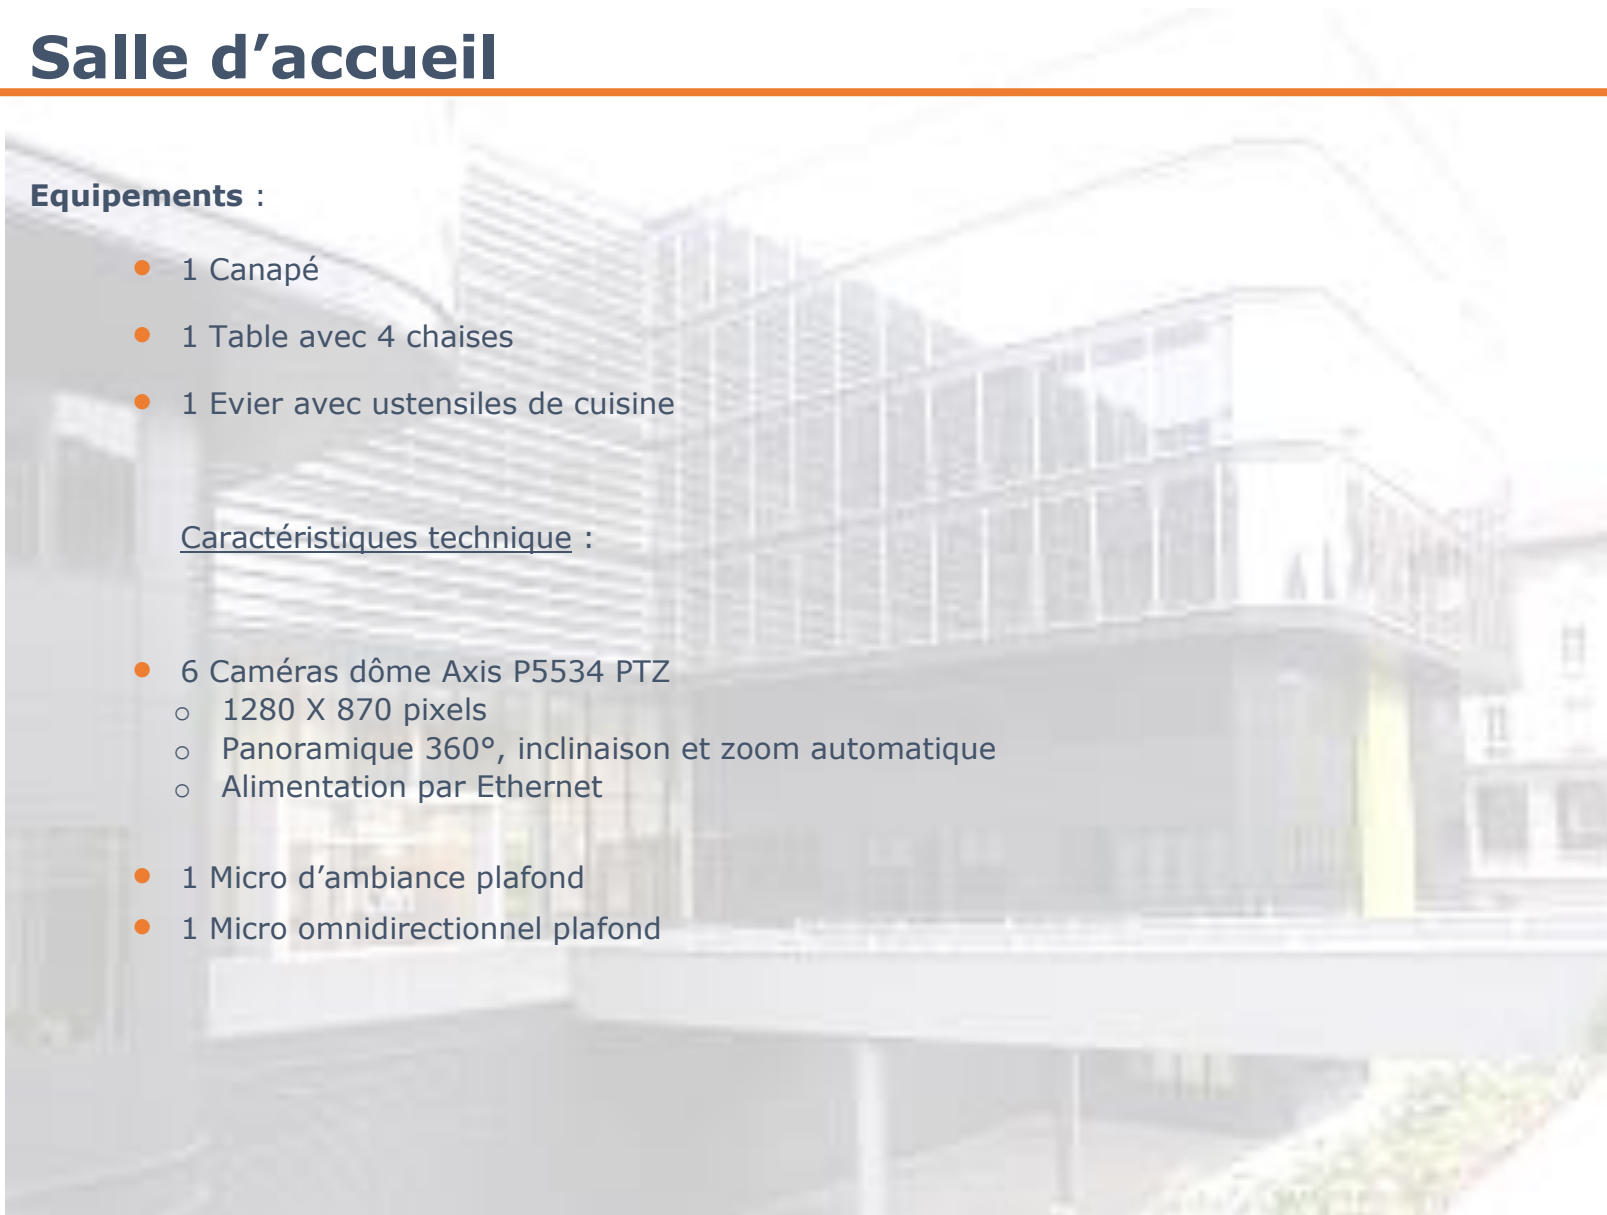 Salle d’accueil
Equipements :
• 1 Canapé
• 1 Table avec 4 chaises
• 1 Evier avec ustensiles de cuisine
Caractéristiques technique :
• 6 Caméras dôme Axis P5534 PTZ
o 1280 X 870 pixels
o Panoramique 360°, inclinaison et zoom automatique
o Alimentation par Ethernet
• 1 Micro d’ambiance plafond
• 1 Micro omnidirectionnel plafond